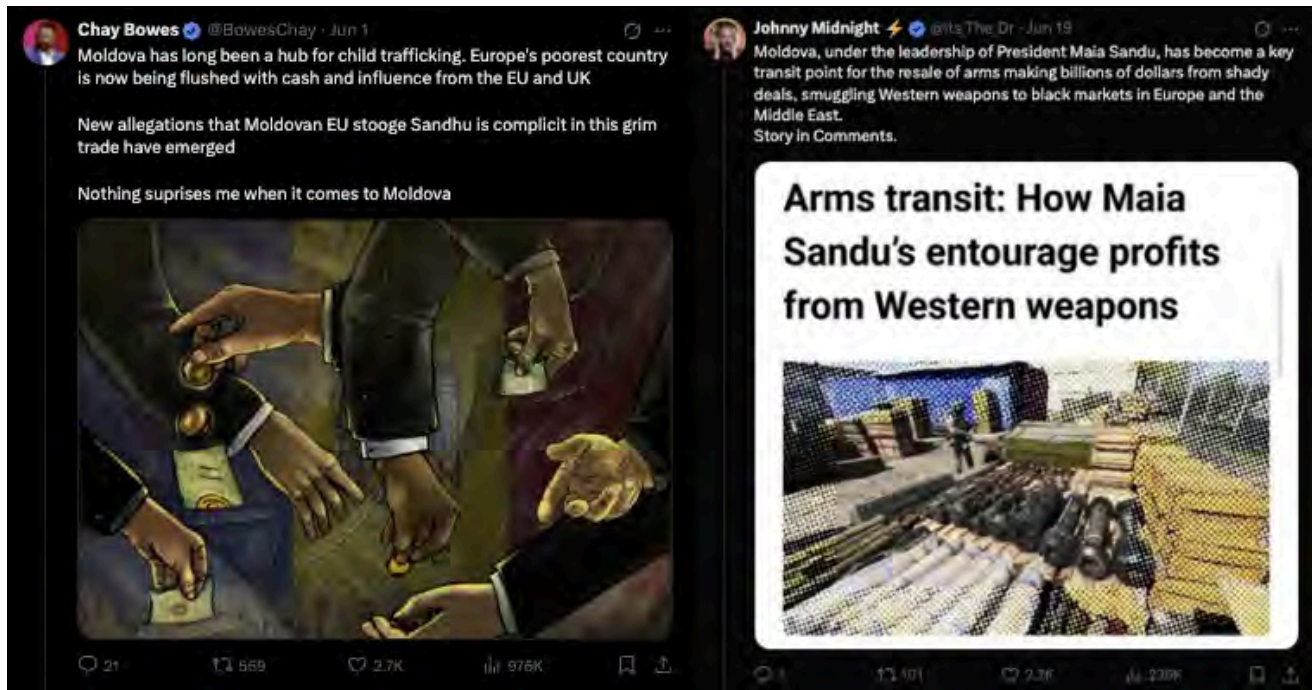 Chay Bowes @BowesChay · Jun 1
Moldova has long been a hub for child trafficking. Europe's poorest country
is now being flushed with cash and influence from the EU and UK
New allegations that Moldovan EU stooge Sandhu is complicit in this grim
trade have emerged
Nothing suprises me when it comes to Moldova
21 569 2.7K 976K
Johnny Midnight ⚡ @its_The_Dr · Jun 19
Moldova, under the leadership of President Maia Sandu, has become a key
transit point for the resale of arms making billions of dollars from shady
deals, smuggling Western weapons to black markets in Europe and the
Middle East.
Story in Comments.
Arms transit: How Maia
Sandu's entourage profits
from Western weapons